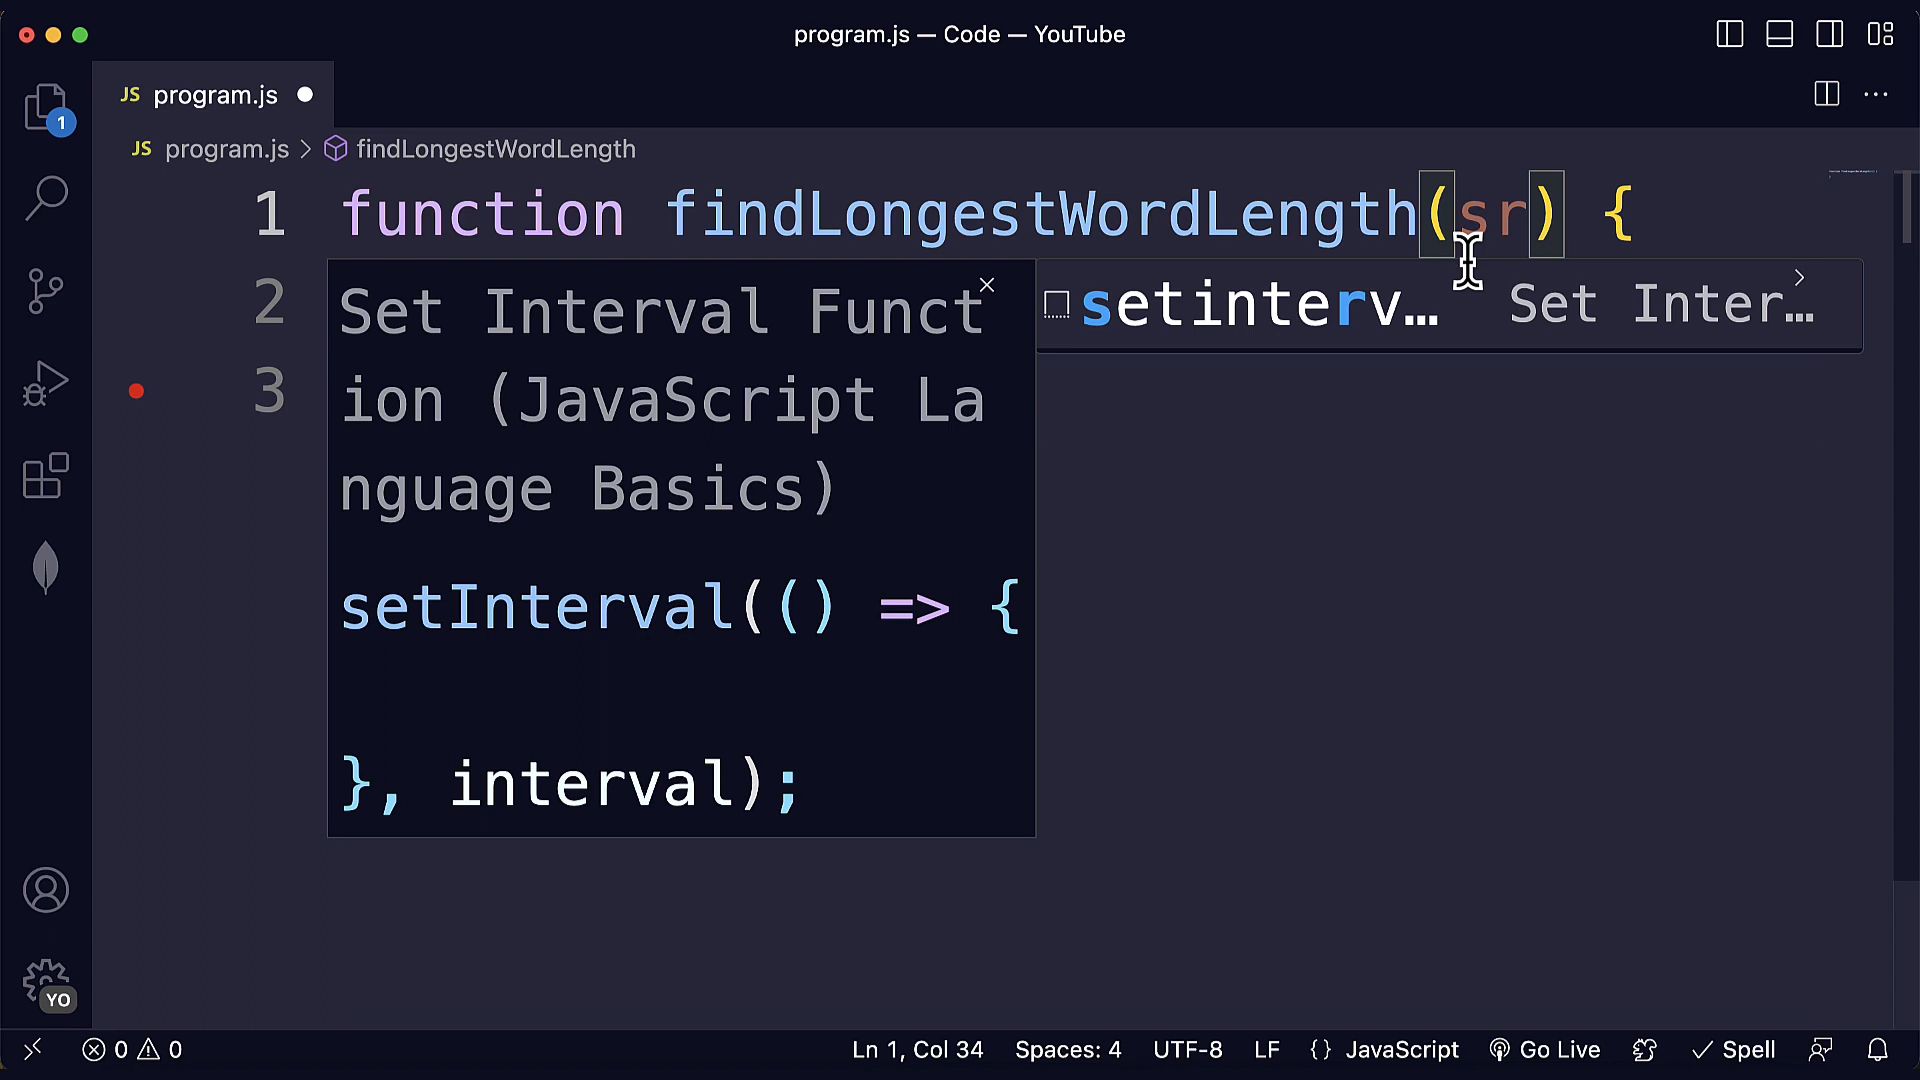 program.js — Code — YouTube
JS program.js
1
JS program.js > findLongestWordLength
1 function findLongestWordLength(sr) {
2
3
Set Interval Funct
ion (JavaScript La
nguage Basics)
setInterval(() => {
}, interval);
setinterv… Set Inter…
YO
0 0 Ln 1, Col 34 Spaces: 4 UTF-8 LF {} JavaScript Go Live Spell